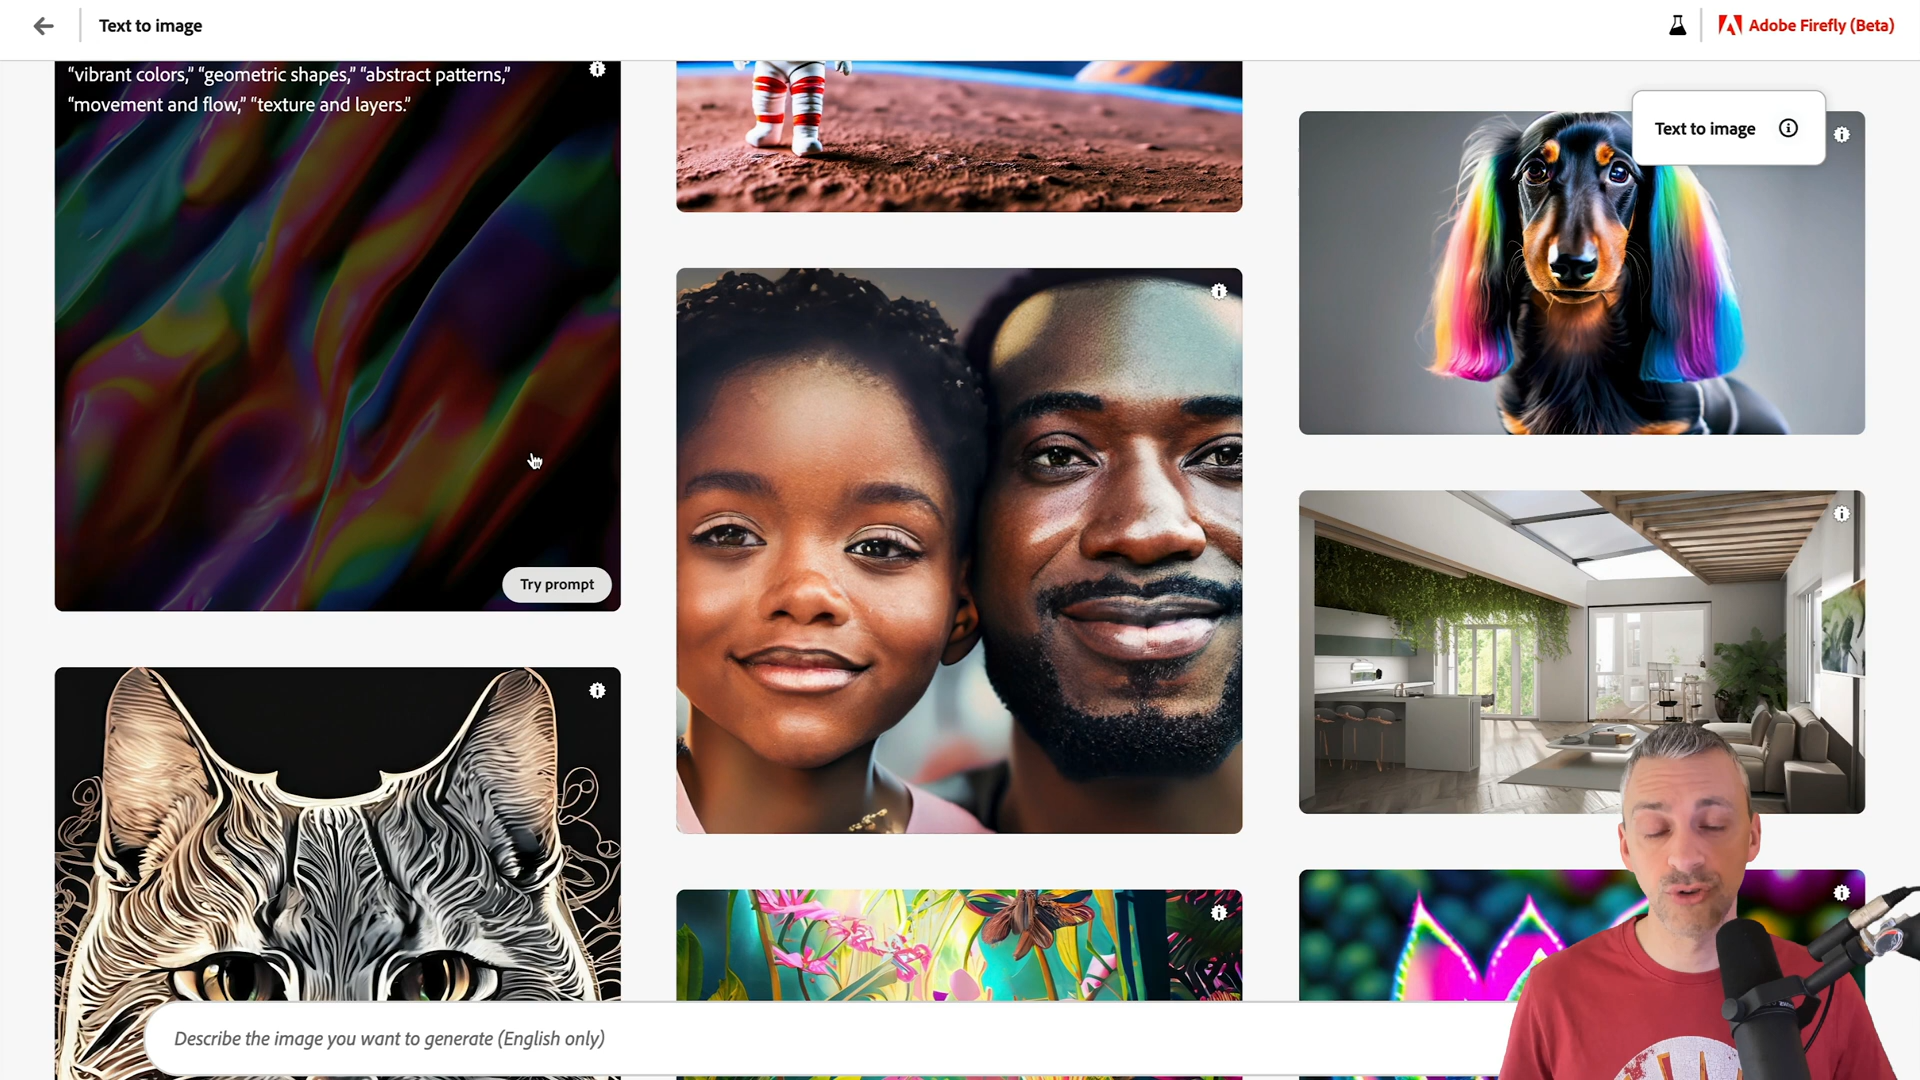 Text to image
Adobe Firefly (Beta)
“vibrant colors,” “geometric shapes,” “abstract patterns,”
“movement and flow,” “texture and layers.”
Text to image
Try prompt
Describe the image you want to generate (English only)